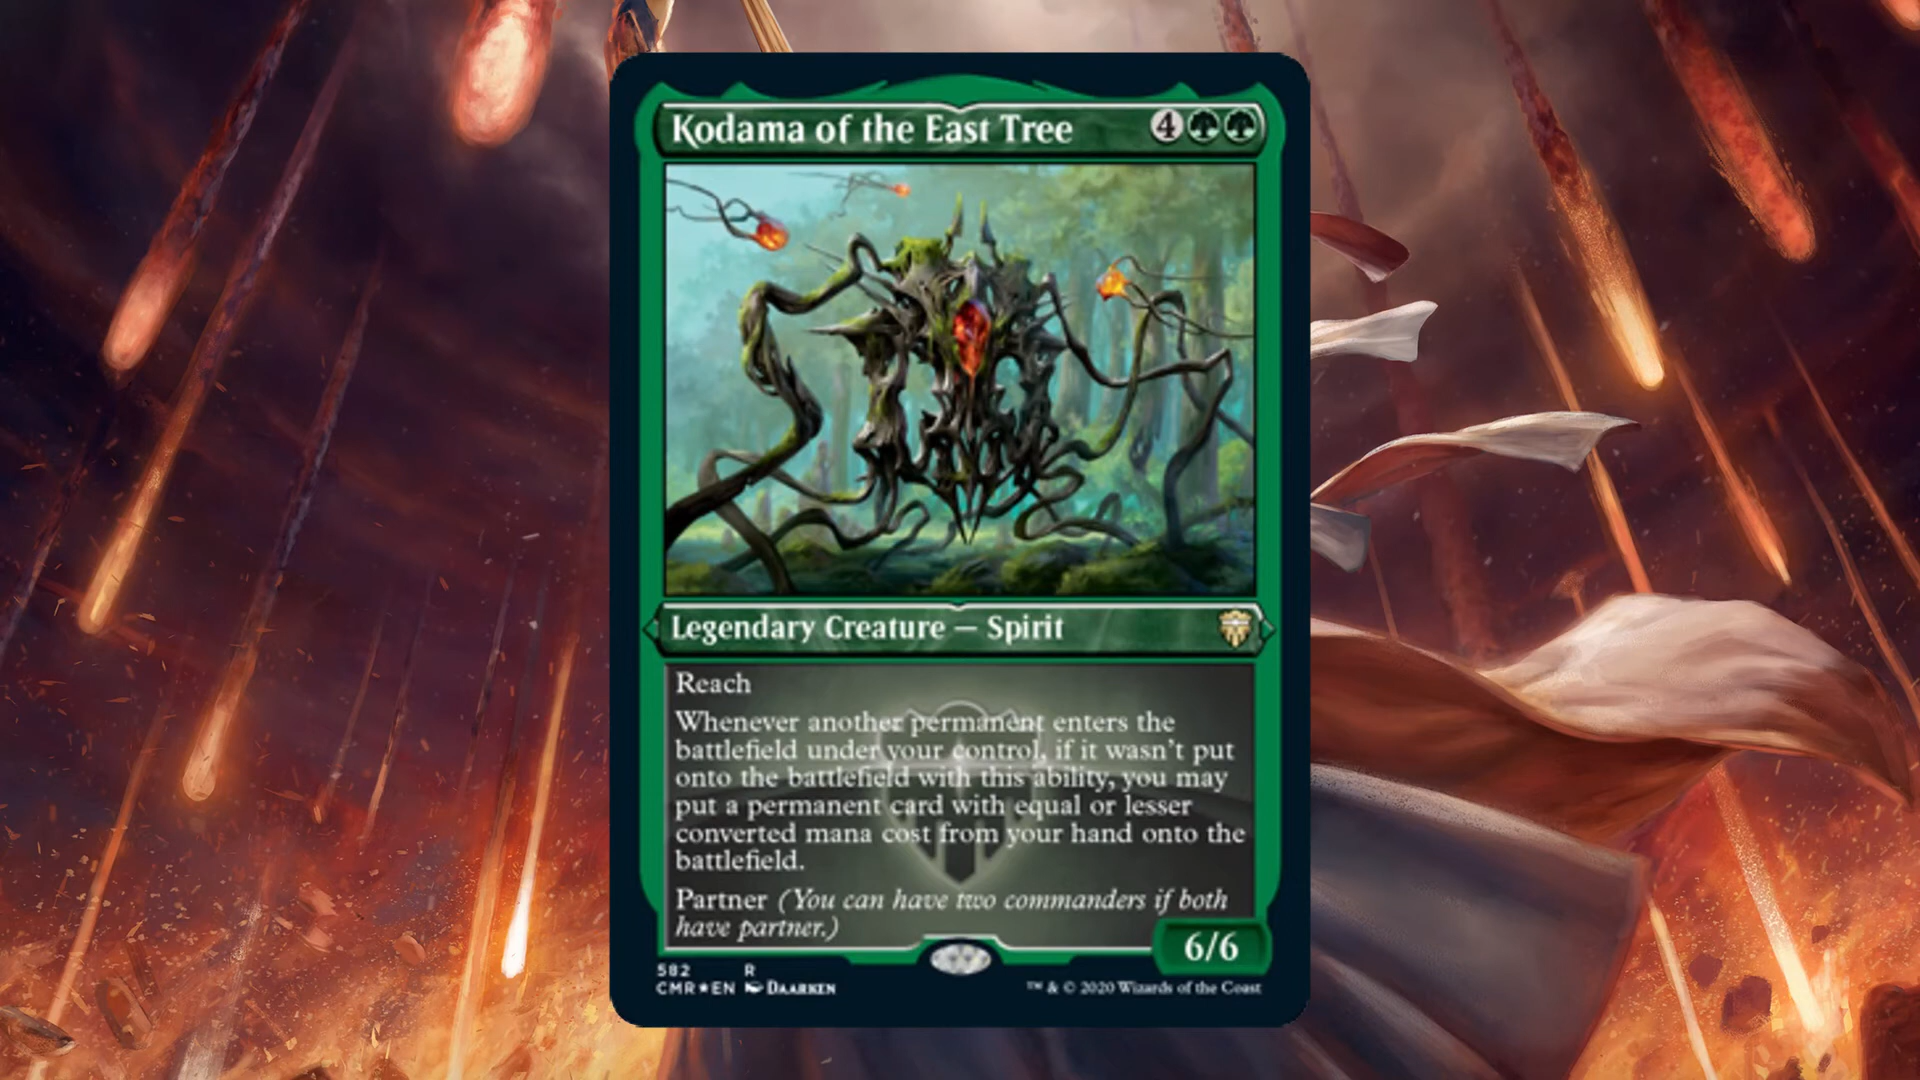 Kodama of the East Tree 4
Legendary Creature — Spirit
Reach
Whenever another permanent enters the
battlefield under your control, if it wasn't put
onto the battlefield with this ability, you may
put a permanent card with equal or lesser
converted mana cost from your hand onto the
battlefield.
Partner (You can have two commanders if both
have partner.)
6/6
582 R
CMR★EN Daarken
™ & © 2020 Wizards of the Coast